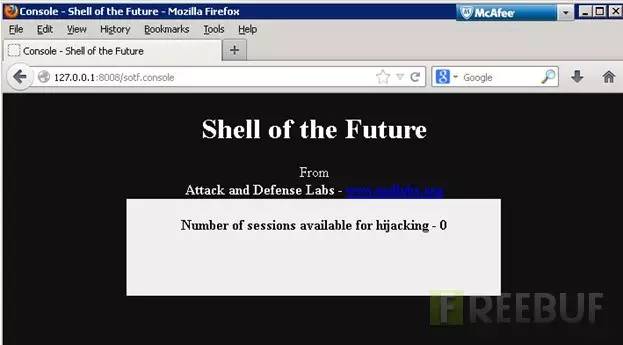 Console - Shell of the Future - Mozilla Firefox
McAfee
File Edit View History Bookmarks Tools Help
Console - Shell of the Future
127.0.0.1:8008/sotf.console
Google
Shell of the Future
From
Attack and Defense Labs - www.andlabs.org
Number of sessions available for hijacking - 0
FREEBUF